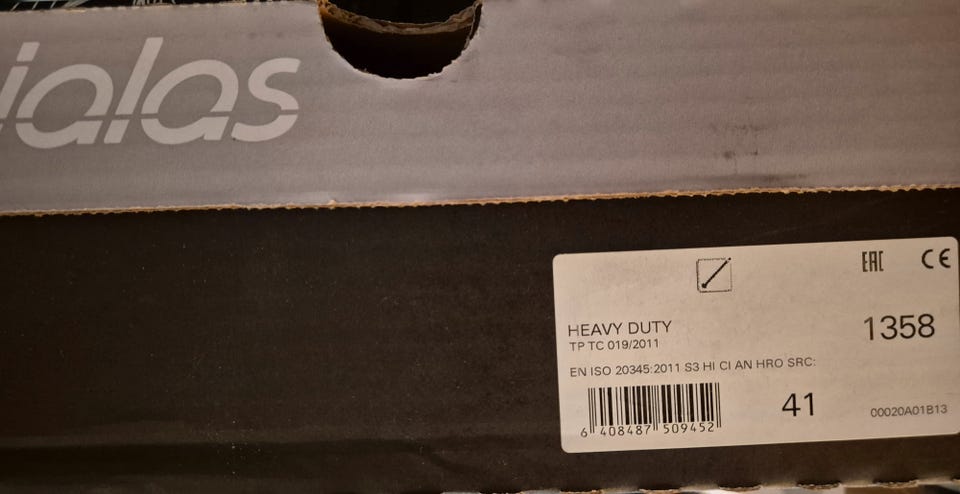 jalas
EAC CE
HEAVY DUTY 1358
TP TC 019/2011
EN ISO 20345:2011 S3 HI CI AN HRO SRC:
41
00020A01B13
6 408487 509452